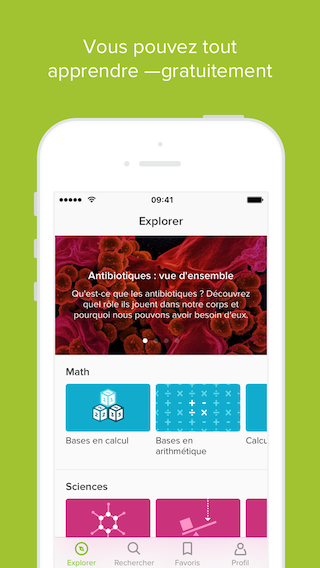 Vous pouvez tout
apprendre —gratuitement
09:41
Explorer
Antibiotiques : vue d'ensemble
Qu'est-ce que les antibiotiques ? Découvrez
quel rôle ils jouent dans notre corps et
pourquoi nous pouvons avoir besoin d'eux.
Math
Bases en calcul
Bases en
arithmétique
Calcu
Sciences
Explorer
Rechercher
Favoris
Profil